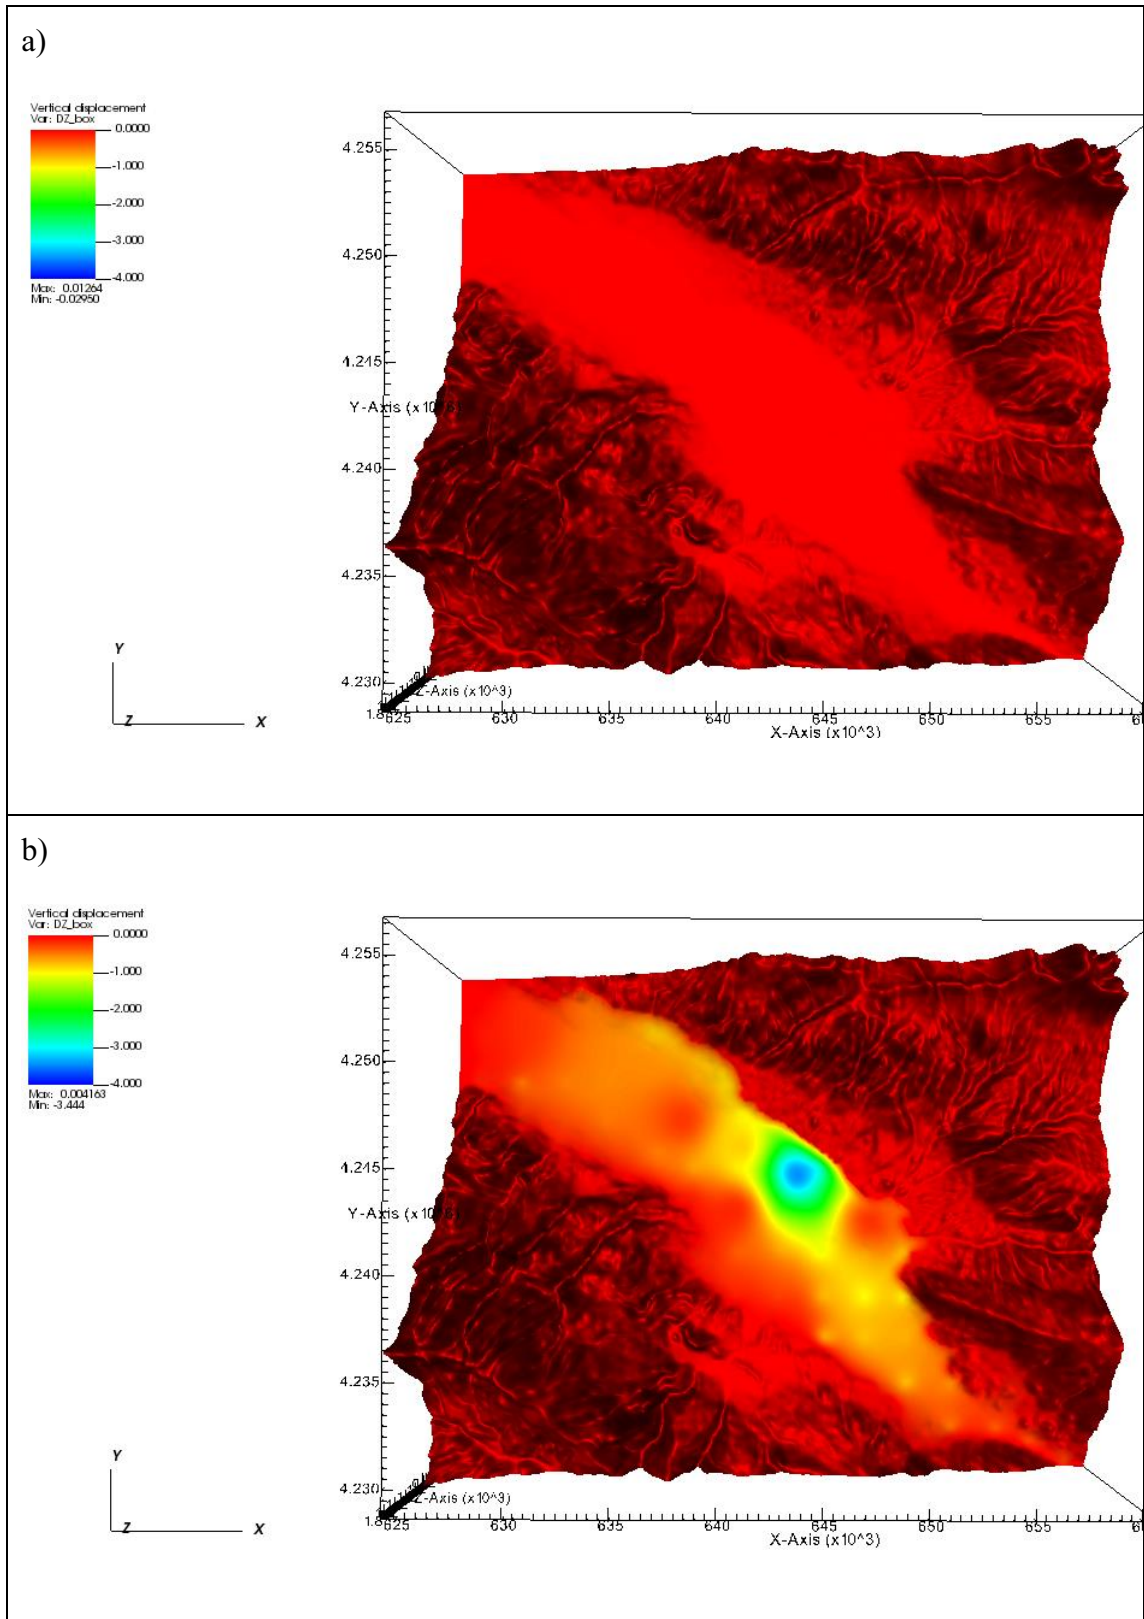 a)
Vertical displacement
Var: DZ_box
0.0000
-1.000
-2.000
-3.000
-4.000
Max: 0.01264
Min: -0.02950
4.255
4.250
4.245
Y-Axis (x10^6)
4.240
4.235
4.230
Z-Axis (x10^3)
625 630 635 640 645 650 655
X-Axis (x10^3)
Y
Z X
b)
Vertical displacement
Var: DZ_box
0.0000
-1.000
-2.000
-3.000
-4.000
Max: 0.004163
Min: -3.444
4.255
4.250
4.245
Y-Axis (x10^6)
4.240
4.235
4.230
Z-Axis (x10^3)
625 630 635 640 645 650 655
X-Axis (x10^3)
Y
Z X